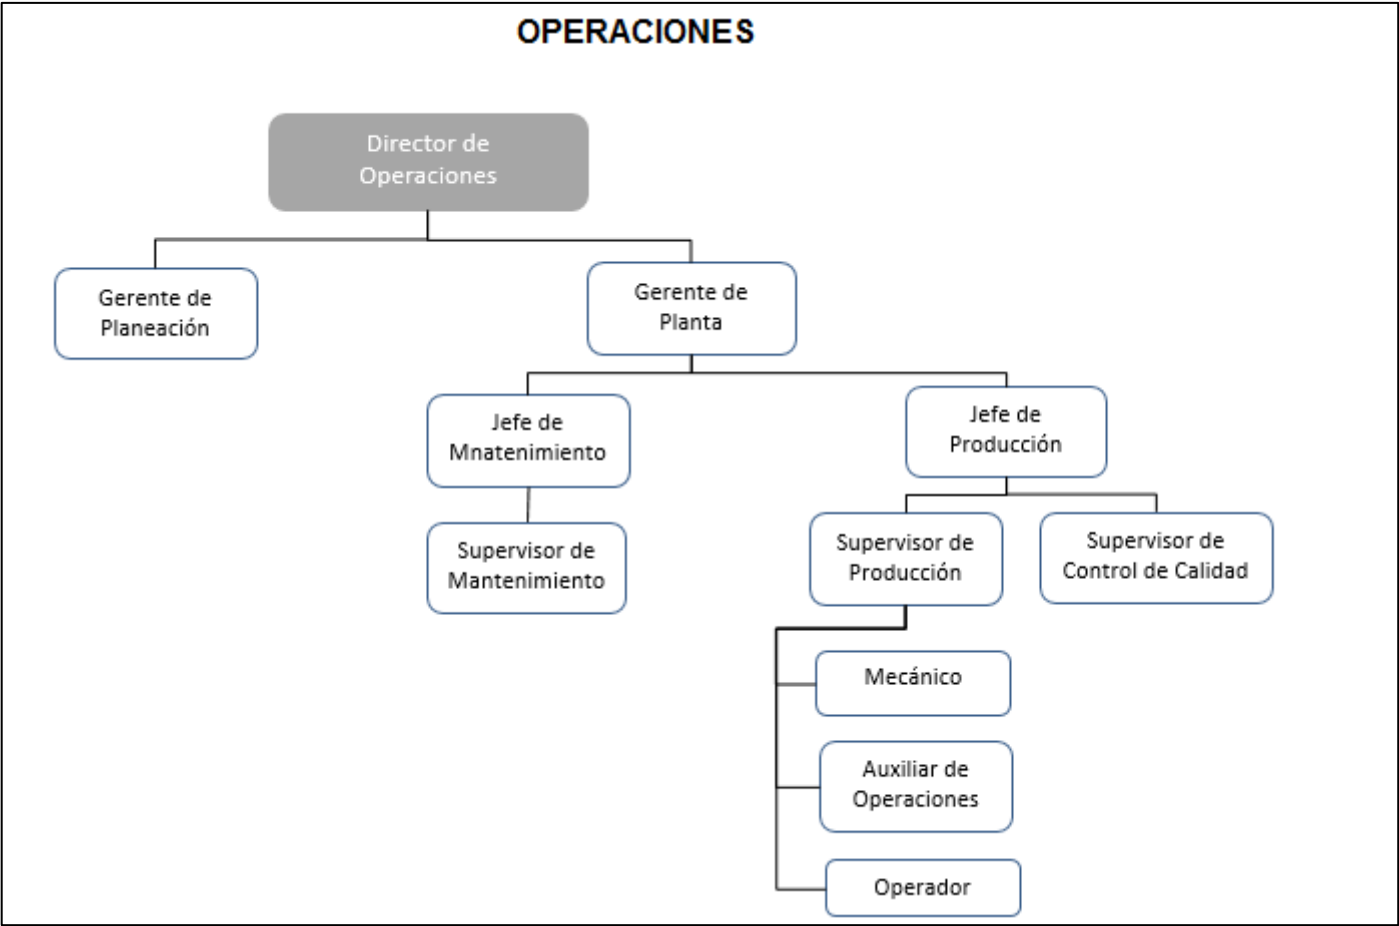 OPERACIONES
Director de
Operaciones
Gerente de
Planeación
Gerente de
Planta
Jefe de
Mnatenimiento
Jefe de
Producción
Supervisor de
Mantenimiento
Supervisor de
Producción
Supervisor de
Control de Calidad
Mecánico
Auxiliar de
Operaciones
Operador